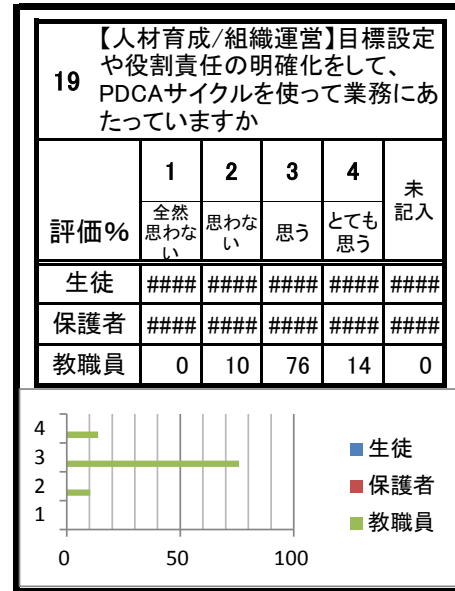 19 【人材育成/組織運営】目標設定
や役割責任の明確化をして、
PDCAサイクルを使って業務にあ
たっていますか
評価% 1 2 3 4 未記入
全然思わない 思わない 思う とても思う
生徒 #### #### #### #### ####
保護者 #### #### #### #### ####
教職員 0 10 76 14 0
4
3
2
1
0 50 100
生徒
保護者
教職員